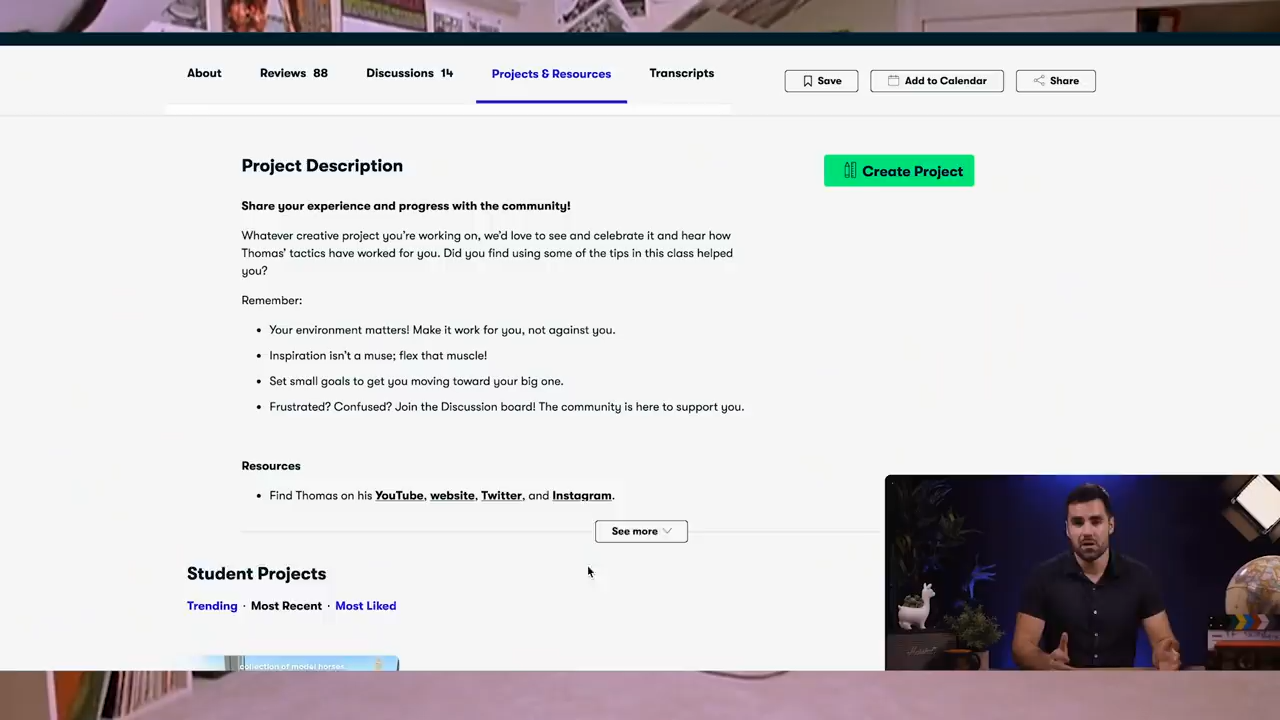 About
Reviews 88
Discussions 14
Projects & Resources
Transcripts
Save
Add to Calendar
Share
Project Description
Create Project
Share your experience and progress with the community!
Whatever creative project you're working on, we'd love to see and celebrate it and hear how
Thomas' tactics have worked for you. Did you find using some of the tips in this class helped
you?
Remember:
• Your environment matters! Make it work for you, not against you.
• Inspiration isn't a muse; flex that muscle!
• Set small goals to get you moving toward your big one.
• Frustrated? Confused? Join the Discussion board! The community is here to support you.
Resources
• Find Thomas on his YouTube, website, Twitter, and Instagram.
See more
Student Projects
Trending · Most Recent · Most Liked
collection of model horses
Marshall